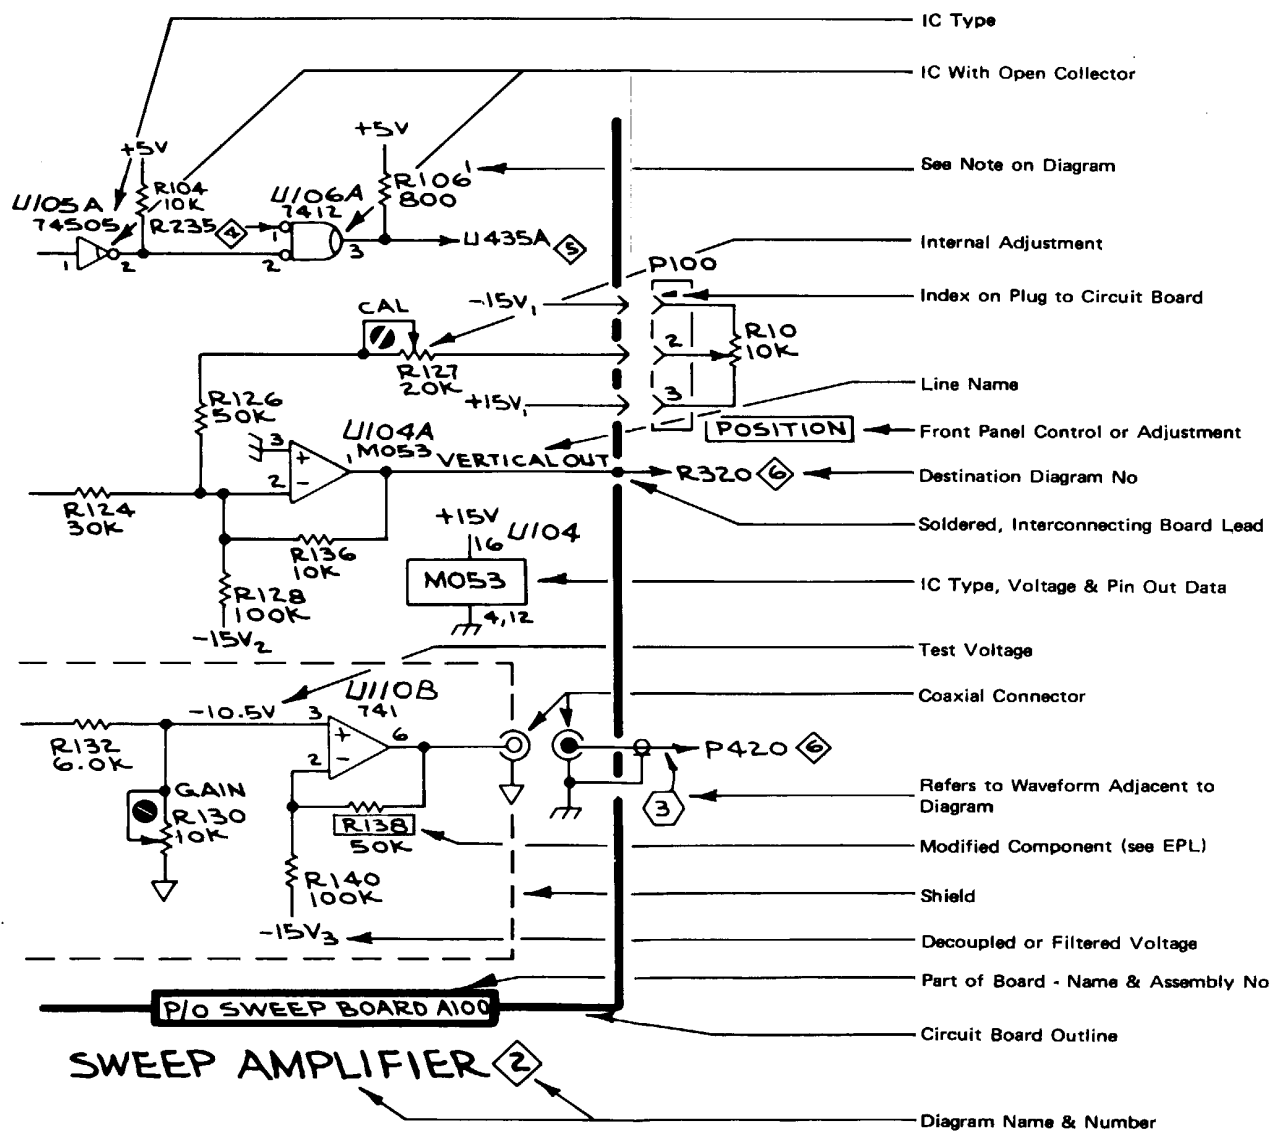 IC Type
IC With Open Collector
+5V
+5V
See Note on Diagram
R104
10K
U105A
74S05
R235 4
U106A
7412
R106 1
800
1
2
1
2
3
U435A
5
Internal Adjustment
P100
Index on Plug to Circuit Board
-15V1
CAL
R127
20K
2
R10
10K
+15V1
3
Line Name
R126
50K
POSITION
Front Panel Control or Adjustment
U104A
M053
3
2
1
VERTICAL OUT
R320 6
Destination Diagram No
R124
30K
Soldered, Interconnecting Board Lead
+15V
16
U104
R136
10K
M053
IC Type, Voltage & Pin Out Data
R128
100K
4,12
-15V2
Test Voltage
U110B
741
Coaxial Connector
-10.5V
3
2
6
R132
6.0K
P420 6
GAIN
R130
10K
3
Refers to Waveform Adjacent to
Diagram
R138
50K
Modified Component (see EPL)
R140
100K
Shield
-15V3
Decoupled or Filtered Voltage
Part of Board - Name & Assembly No
P/O SWEEP BOARD A100
Circuit Board Outline
SWEEP AMPLIFIER 2
Diagram Name & Number